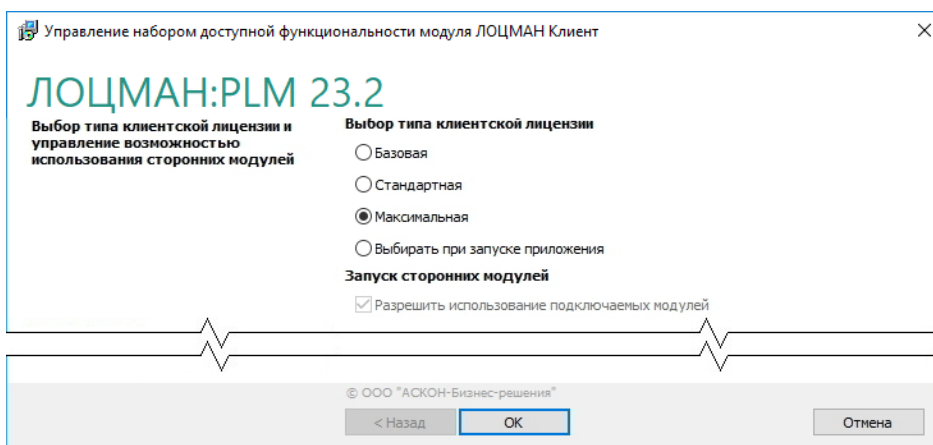 Управление набором доступной функциональности модуля ЛОЦМАН Клиент
ЛОЦМАН:PLM 23.2
Выбор типа клиентской лицензии и
управление возможностью
использования сторонних модулей
Выбор типа клиентской лицензии
Базовая
Стандартная
Максимальная
Выбирать при запуске приложения
Запуск сторонних модулей
Разрешить использование подключаемых модулей
© ООО "АСКОН-Бизнес-решения"
< Назад
ОК
Отмена